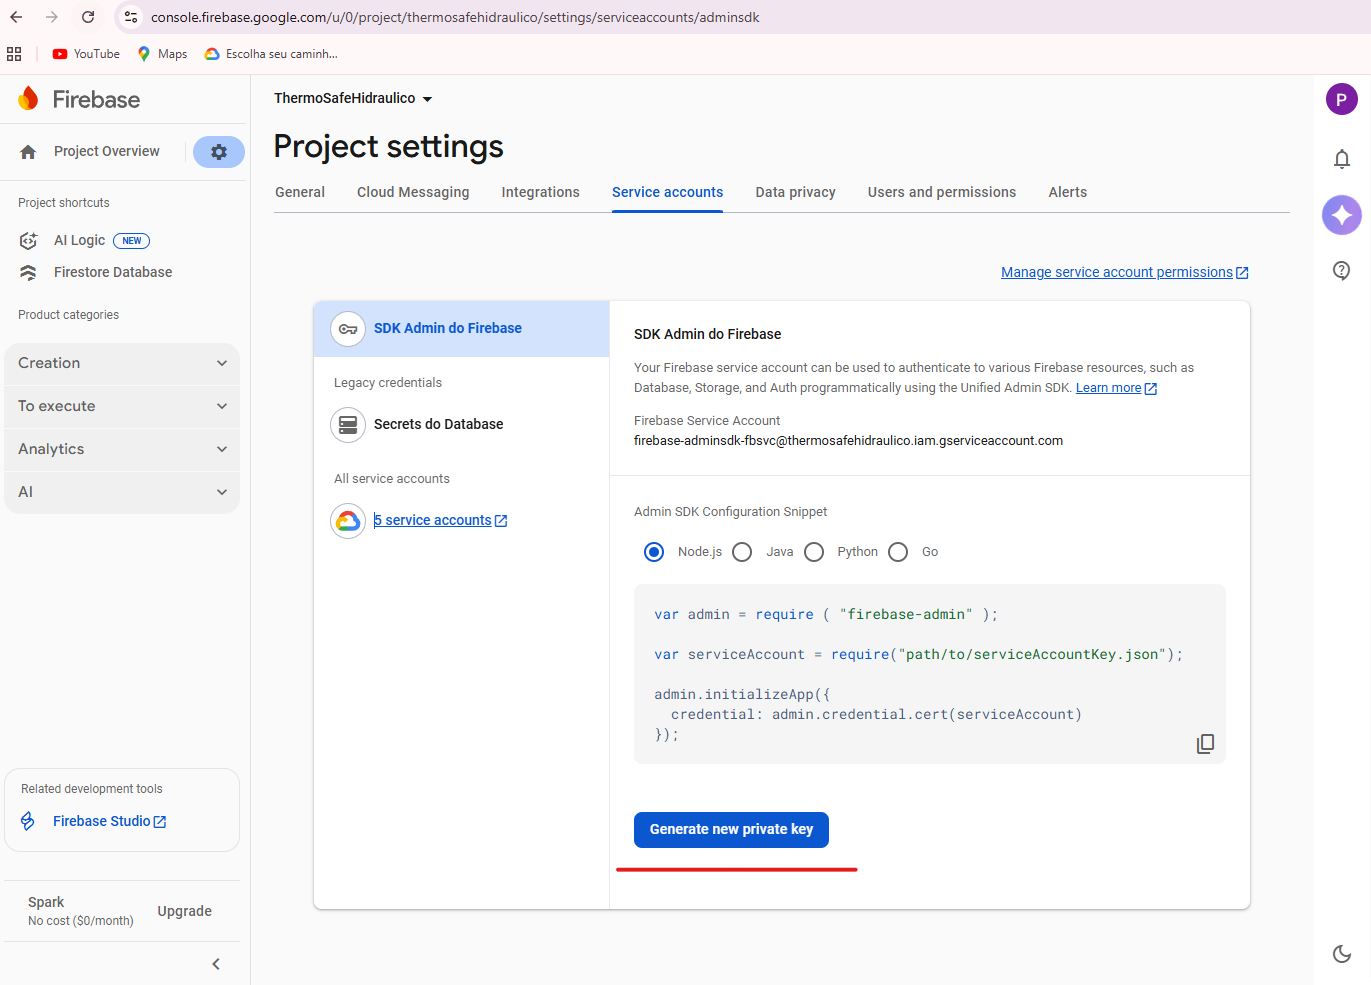 console.firebase.google.com/u/0/project/thermosafehidraulico/settings/serviceaccounts/adminsdk
YouTube
Maps
Escolha seu caminh...
Firebase
Project Overview
Project shortcuts
AI Logic NEW
Firestore Database
Product categories
Creation
To execute
Analytics
AI
Related development tools
Firebase Studio
Spark
No cost ($0/month)
Upgrade
ThermoSafeHidraulico
Project settings
General
Cloud Messaging
Integrations
Service accounts
Data privacy
Users and permissions
Alerts
P
Manage service account permissions
SDK Admin do Firebase
Legacy credentials
Secrets do Database
All service accounts
5 service accounts
SDK Admin do Firebase
Your Firebase service account can be used to authenticate to various Firebase resources, such as
Database, Storage, and Auth programmatically using the Unified Admin SDK. Learn more
Firebase Service Account
firebase-adminsdk-fbsvc@thermosafehidraulico.iam.gserviceaccount.com
Admin SDK Configuration Snippet
Node.js
Java
Python
Go
var admin = require ( "firebase-admin" );
var serviceAccount = require("path/to/serviceAccountKey.json");
admin.initializeApp({
credential: admin.credential.cert(serviceAccount)
});
Generate new private key